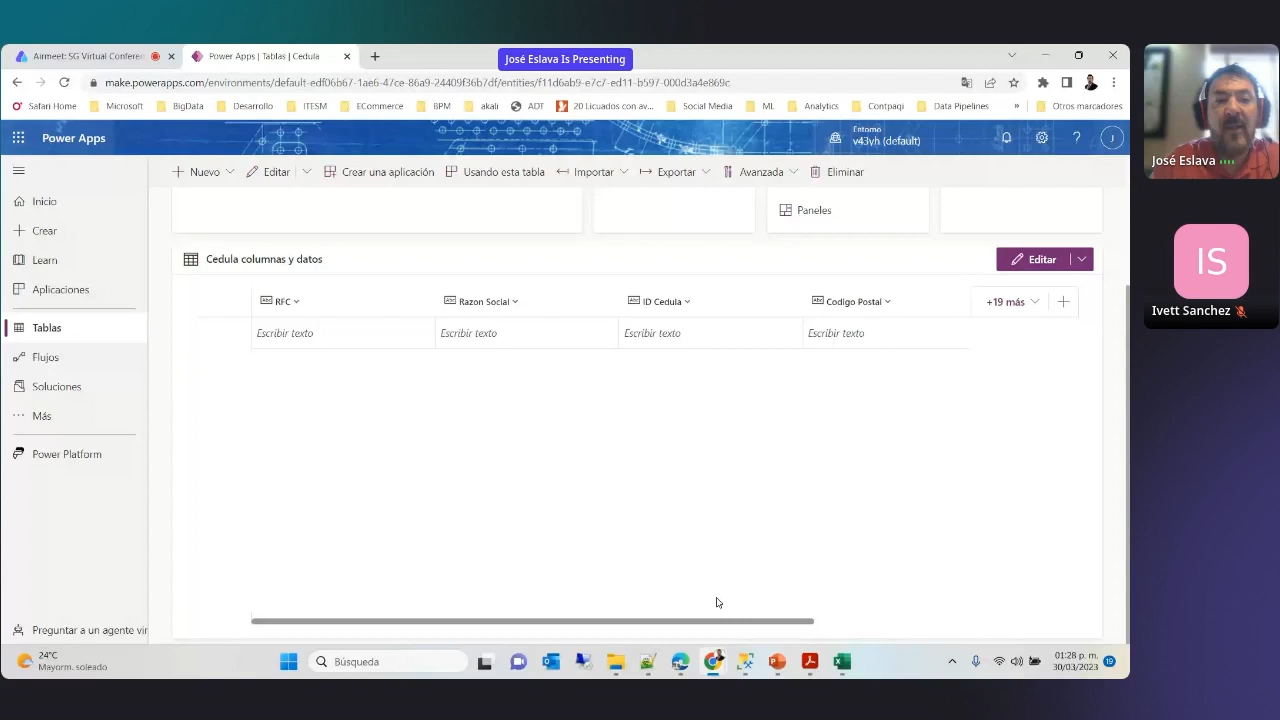 Airmeet: SG Virtual Conferen
Power Apps | Tablas | Cedula
José Eslava Is Presenting
make.powerapps.com/environments/default-edf06b67-1ae6-47ce-86a9-24409f36b7df/entities/f11d6ab9-e7c7-ed11-b597-000d3a4e869c
Safari Home
Microsoft
BigData
Desarrollo
ITESM
ECommerce
BPM
akali
ADT
20 Licuados con av...
Social Media
ML
Analytics
Contpaqi
Data Pipelines
»
Otros marcadores
Power Apps
Entorno
v43yh (default)
?
J
Nuevo
Editar
Crear una aplicación
Usando esta tabla
Importar
Exportar
Avanzada
Eliminar
Inicio
Crear
Learn
Aplicaciones
Tablas
Flujos
Soluciones
Más
Power Platform
Preguntar a un agente vir
Paneles
Cedula columnas y datos
Editar
Abc RFC
Abc Razon Social
Abc ID Cedula
Abc Codigo Postal
+19 más
Escribir texto
Escribir texto
Escribir texto
Escribir texto
24°C
Mayorm. soleado
Búsqueda
01:28 p. m.
30/03/2023
19
José Eslava
IS
Ivett Sanchez